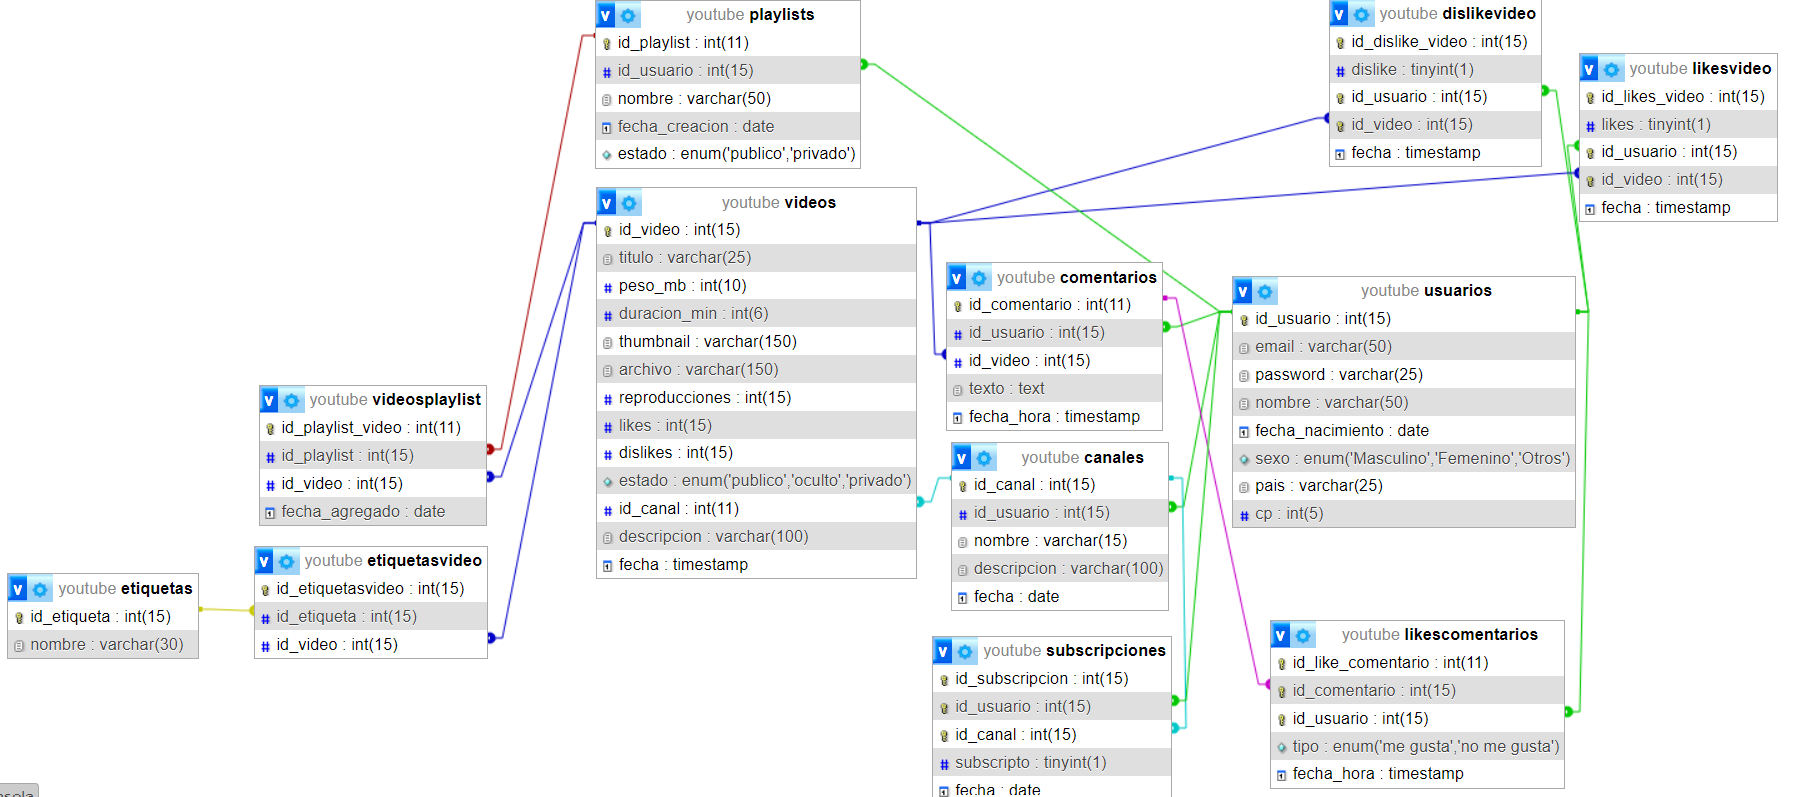 youtube playlists
id_playlist : int(11)
id_usuario : int(15)
nombre : varchar(50)
fecha_creacion : date
estado : enum('publico','privado')
youtube dislikevideo
id_dislike_video : int(15)
dislike : tinyint(1)
id_usuario : int(15)
id_video : int(15)
fecha : timestamp
youtube likesvideo
id_likes_video : int(15)
likes : tinyint(1)
id_usuario : int(15)
id_video : int(15)
fecha : timestamp
youtube videos
id_video : int(15)
titulo : varchar(25)
peso_mb : int(10)
duracion_min : int(6)
thumbnail : varchar(150)
archivo : varchar(150)
reproducciones : int(15)
likes : int(15)
dislikes : int(15)
estado : enum('publico','oculto','privado')
id_canal : int(11)
descripcion : varchar(100)
fecha : timestamp
youtube comentarios
id_comentario : int(11)
id_usuario : int(15)
id_video : int(15)
texto : text
fecha_hora : timestamp
youtube usuarios
id_usuario : int(15)
email : varchar(50)
password : varchar(25)
nombre : varchar(50)
fecha_nacimiento : date
sexo : enum('Masculino','Femenino','Otros')
pais : varchar(25)
cp : int(5)
youtube videosplaylist
id_playlist_video : int(11)
id_playlist : int(15)
id_video : int(15)
fecha_agregado : date
youtube canales
id_canal : int(15)
id_usuario : int(15)
nombre : varchar(15)
descripcion : varchar(100)
fecha : date
youtube etiquetasvideo
id_etiquetasvideo : int(15)
id_etiqueta : int(15)
id_video : int(15)
youtube etiquetas
id_etiqueta : int(15)
nombre : varchar(30)
youtube subscripciones
id_subscripcion : int(15)
id_usuario : int(15)
id_canal : int(15)
subscripto : tinyint(1)
fecha : date
youtube likescomentarios
id_like_comentario : int(11)
id_comentario : int(15)
id_usuario : int(15)
tipo : enum('me gusta','no me gusta')
fecha_hora : timestamp